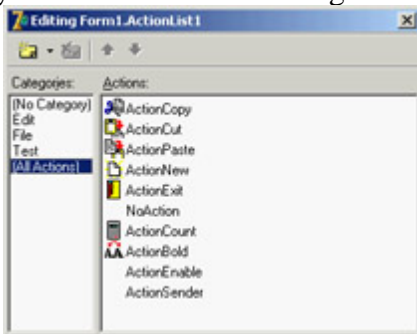 Editing Form1.ActionList1
Categories:
(No Category)
Edit
File
Test
(All Actions)
Actions:
ActionCopy
ActionCut
ActionPaste
ActionNew
ActionExit
NoAction
ActionCount
ActionBold
ActionEnable
ActionSender